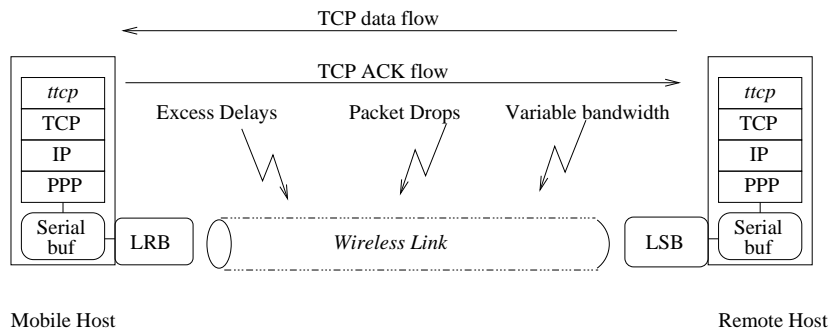 TCP data flow
TCP ACK flow
ttcp
TCP
IP
PPP
Serial
buf
LRB
Excess Delays
Packet Drops
Variable bandwidth
Wireless Link
LSB
ttcp
TCP
IP
PPP
Serial
buf
Mobile Host
Remote Host